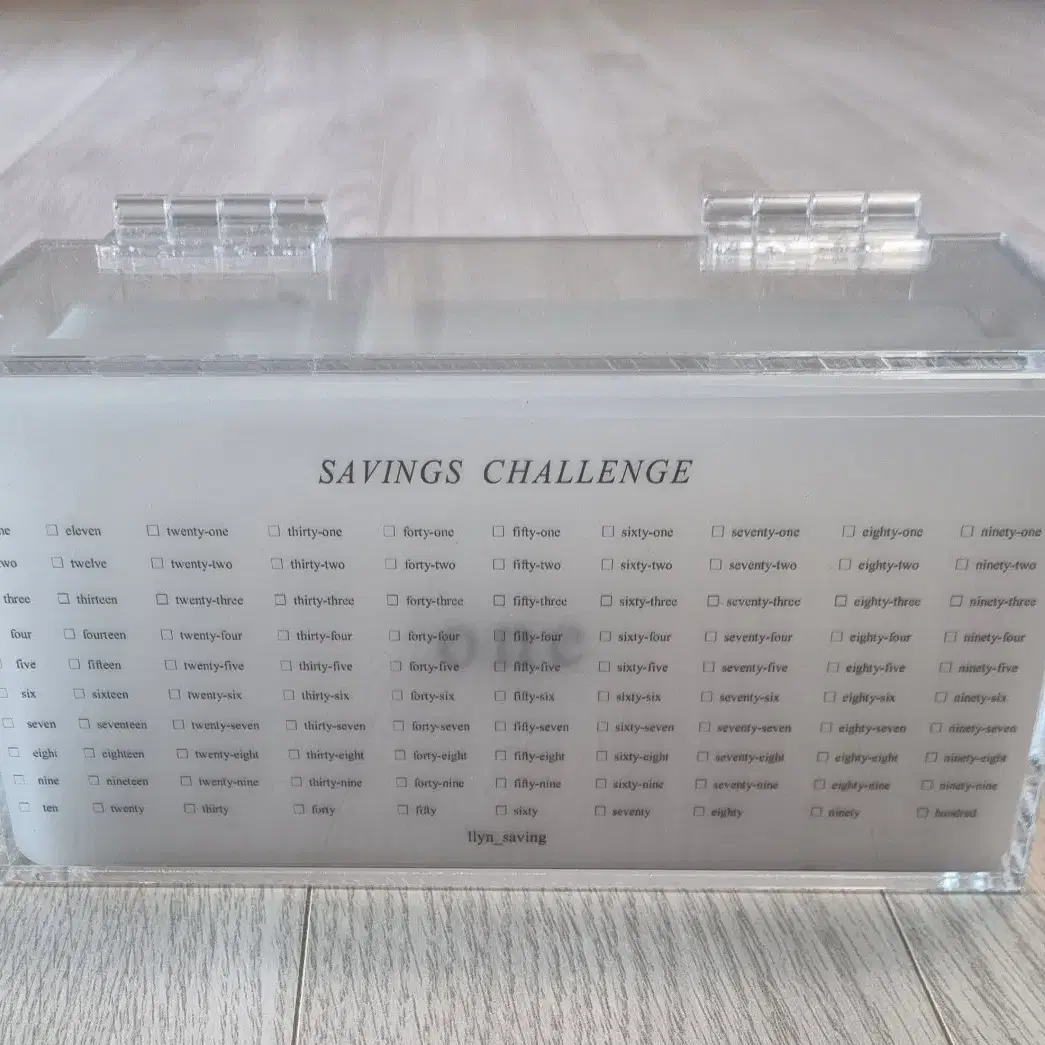 SAVINGS CHALLENGE
☐ eleven ☐ twenty-one ☐ thirty-one ☐ forty-one ☐ fifty-one ☐ sixty-one ☐ seventy-one ☐ eighty-one ☐ ninety-one
☐ twelve ☐ twenty-two ☐ thirty-two ☐ forty-two ☐ fifty-two ☐ sixty-two ☐ seventy-two ☐ eighty-two ☐ ninety-two
three ☐ thirteen ☐ twenty-three ☐ thirty-three ☐ forty-three ☐ fifty-three ☐ sixty-three ☐ seventy-three ☐ eighty-three ☐ ninety-three
four ☐ fourteen ☐ twenty-four ☐ thirty-four ☐ forty-four ☐ fifty-four ☐ sixty-four ☐ seventy-four ☐ eighty-four ☐ ninety-four
one
five ☐ fifteen ☐ twenty-five ☐ thirty-five ☐ forty-five ☐ fifty-five ☐ sixty-five ☐ seventy-five ☐ eighty-five ☐ ninety-five
☐ six ☐ sixteen ☐ twenty-six ☐ thirty-six ☐ forty-six ☐ fifty-six ☐ sixty-six ☐ seventy-six ☐ eighty-six ☐ ninety-six
☐ seven ☐ seventeen ☐ twenty-seven ☐ thirty-seven ☐ forty-seven ☐ fifty-seven ☐ sixty-seven ☐ seventy-seven ☐ eighty-seven ☐ ninety-seven
☐ eight ☐ eighteen ☐ twenty-eight ☐ thirty-eight ☐ forty-eight ☐ fifty-eight ☐ sixty-eight ☐ seventy-eight ☐ eighty-eight ☐ ninety-eight
☐ nine ☐ nineteen ☐ twenty-nine ☐ thirty-nine ☐ forty-nine ☐ fifty-nine ☐ sixty-nine ☐ seventy-nine ☐ eighty-nine ☐ ninety-nine
☐ ten ☐ twenty ☐ thirty ☐ forty ☐ fifty ☐ sixty ☐ seventy ☐ eighty ☐ ninety ☐ hundred
llyn_saving